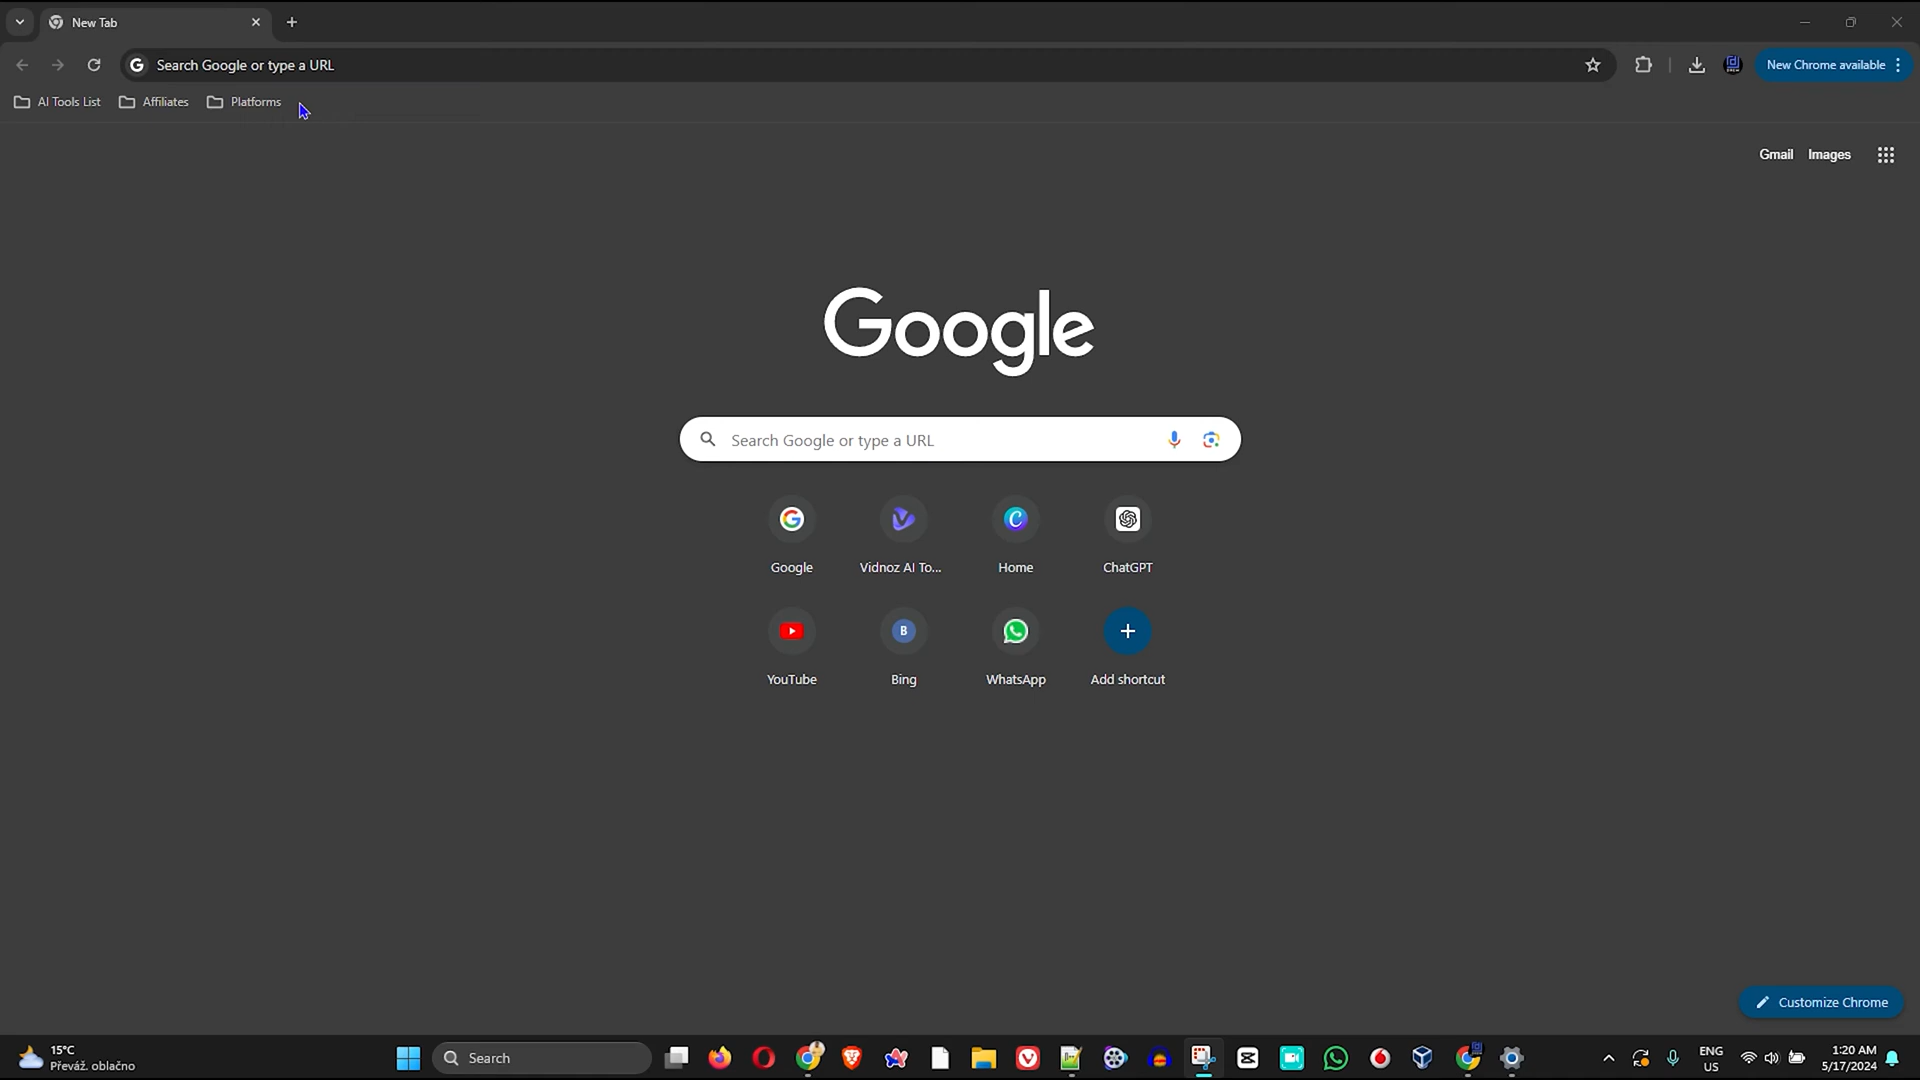 New Tab
Search Google or type a URL
New Chrome available
AI Tools List
Affiliates
Platforms
Gmail
Images
Google
Search Google or type a URL
Google
Vidnoz AI To...
Home
ChatGPT
YouTube
B
Bing
WhatsApp
Add shortcut
Customize Chrome
15°C
Převáž. oblačno
Search
ENG
US
1:20 AM
5/17/2024